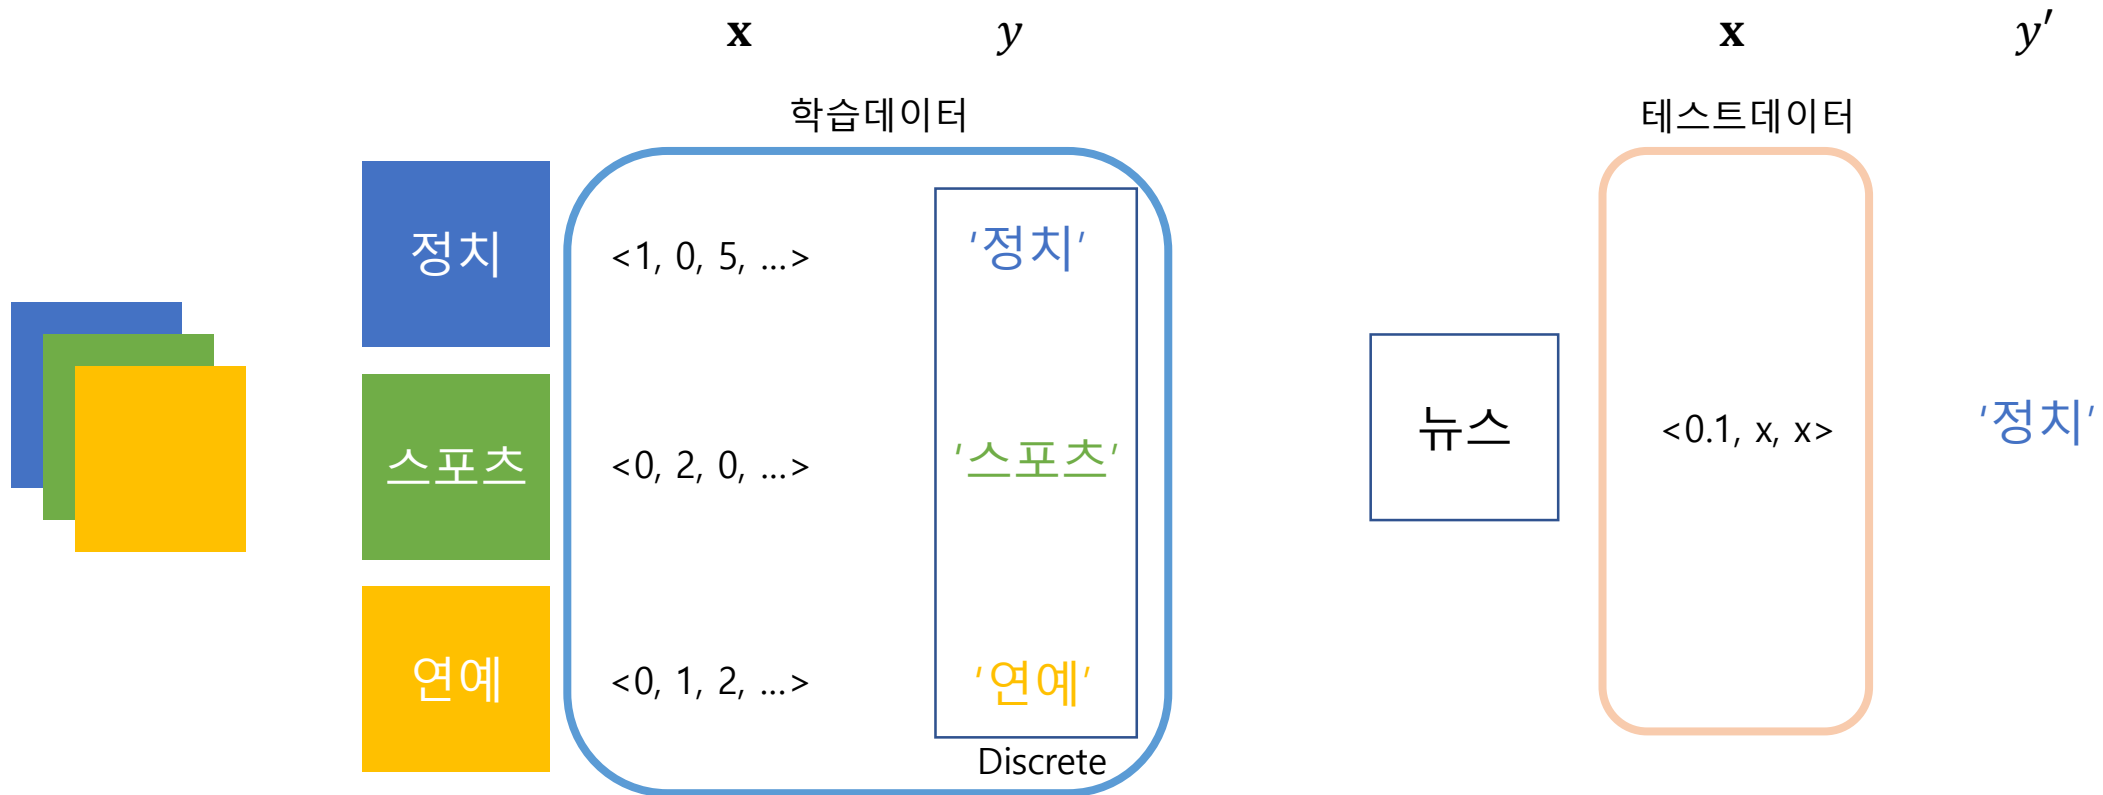 x y x y′
학습데이터 테스트데이터
정치 <1, 0, 5, ...> '정치'
스포츠 <0, 2, 0, ...> '스포츠'
뉴스 <0.1, x, x> '정치'
연예 <0, 1, 2, ...> '연예'
Discrete